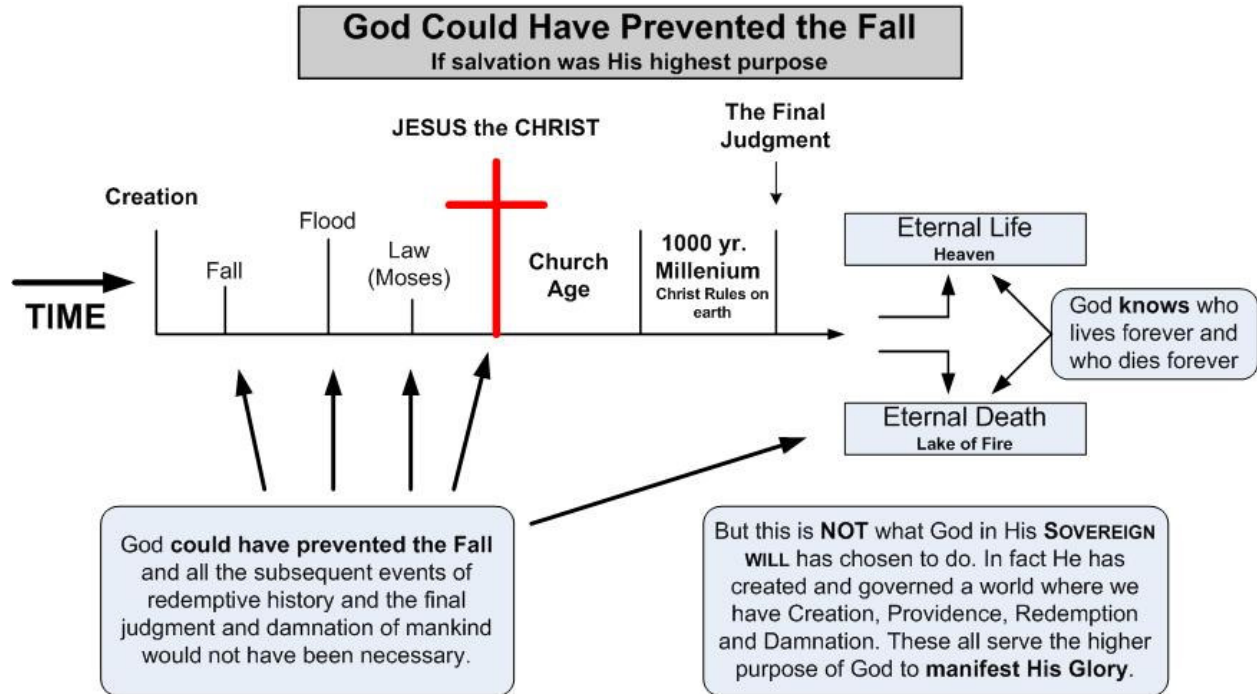 God Could Have Prevented the Fall
If salvation was His highest purpose
JESUS the CHRIST
The Final
Judgment
Creation
Flood
Fall
Law
(Moses)
Church
Age
1000 yr.
Millenium
Christ Rules on
earth
TIME
Eternal Life
Heaven
God knows who
lives forever and
who dies forever
Eternal Death
Lake of Fire
God could have prevented the Fall
and all the subsequent events of
redemptive history and the final
judgment and damnation of mankind
would not have been necessary.
But this is NOT what God in His SOVEREIGN
WILL has chosen to do. In fact He has
created and governed a world where we
have Creation, Providence, Redemption
and Damnation. These all serve the higher
purpose of God to manifest His Glory.